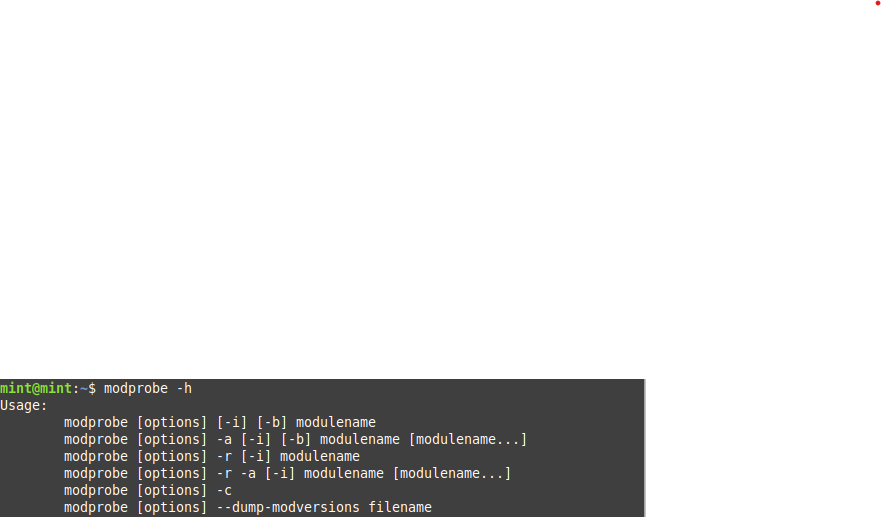 mint@mint:~$ modprobe -h
Usage:
modprobe [options] [-i] [-b] modulename
modprobe [options] -a [-i] [-b] modulename [modulename...]
modprobe [options] -r [-i] modulename
modprobe [options] -r -a [-i] modulename [modulename...]
modprobe [options] -c
modprobe [options] --dump-modversions filename